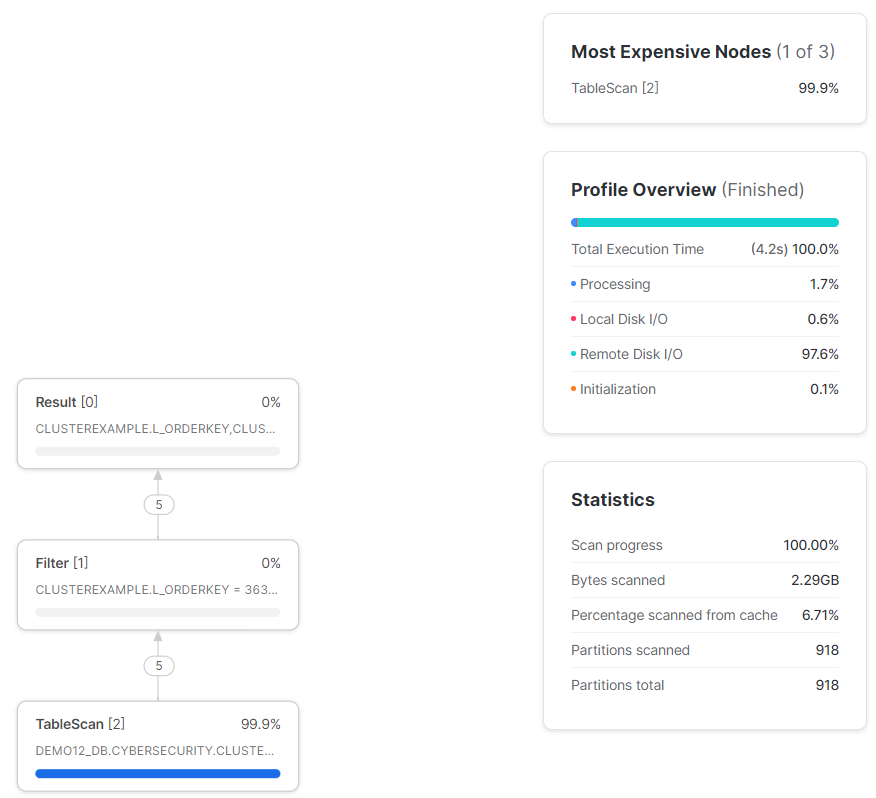 Most Expensive Nodes (1 of 3)
TableScan [2] 99.9%
Profile Overview (Finished)
Total Execution Time (4.2s) 100.0%
Processing 1.7%
Local Disk I/O 0.6%
Remote Disk I/O 97.6%
Initialization 0.1%
Result [0] 0%
CLUSTEREXAMPLE.L_ORDERKEY,CLUS...
5
Filter [1] 0%
CLUSTEREXAMPLE.L_ORDERKEY = 363...
5
TableScan [2] 99.9%
DEMO12_DB.CYBERSECURITY.CLUSTE...
Statistics
Scan progress 100.00%
Bytes scanned 2.29GB
Percentage scanned from cache 6.71%
Partitions scanned 918
Partitions total 918